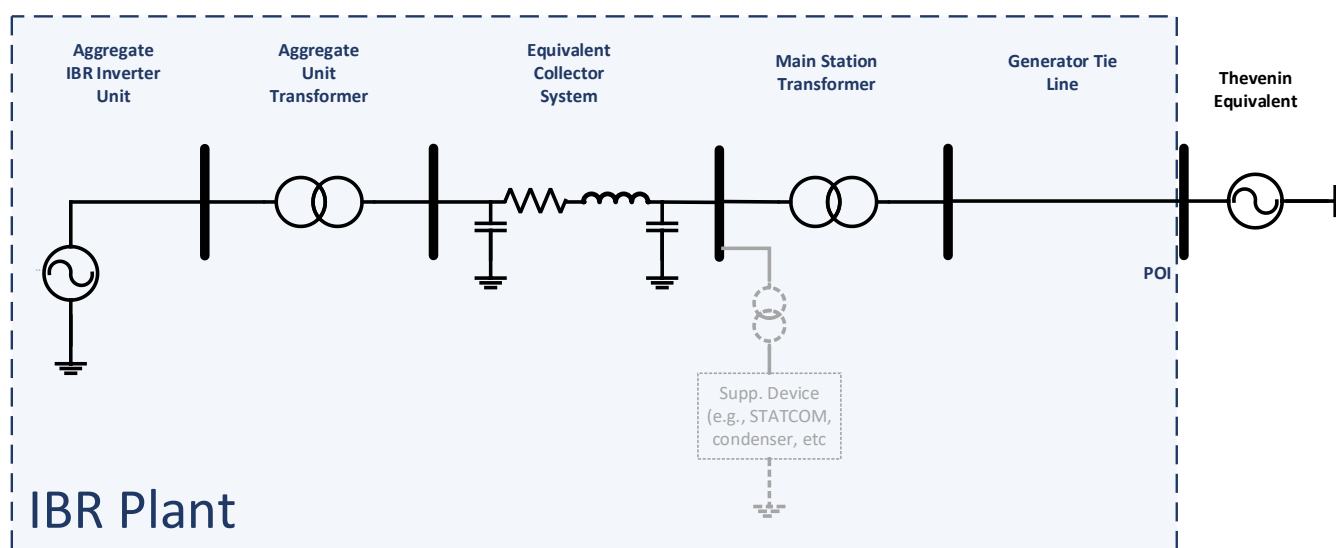 Aggregate
IBR Inverter
Unit
Aggregate
Unit
Transformer
Equivalent
Collector
System
Main Station
Transformer
Generator Tie
Line
Thevenin
Equivalent
POI
Supp. Device
(e.g., STATCOM,
condenser, etc
IBR Plant